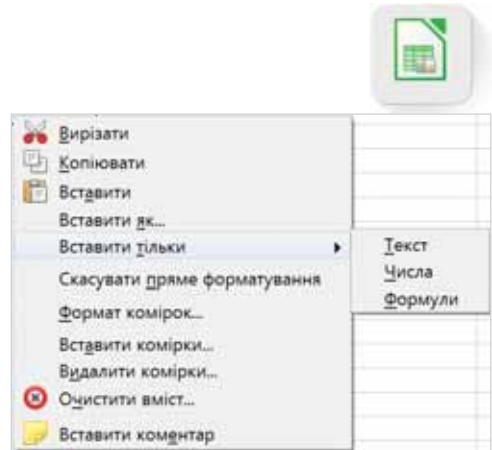 Вирізати
Копіювати
Вставити
Вставити як...
Вставити тільки
Текст
Числа
Формули
Скасувати пряме форматування
Формат комірок...
Вставити комірки...
Видалити комірки...
Очистити вміст...
Вставити коментар